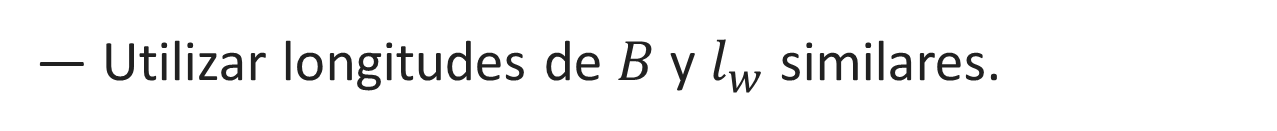 — Utilizar longitudes de B y l_w similares.